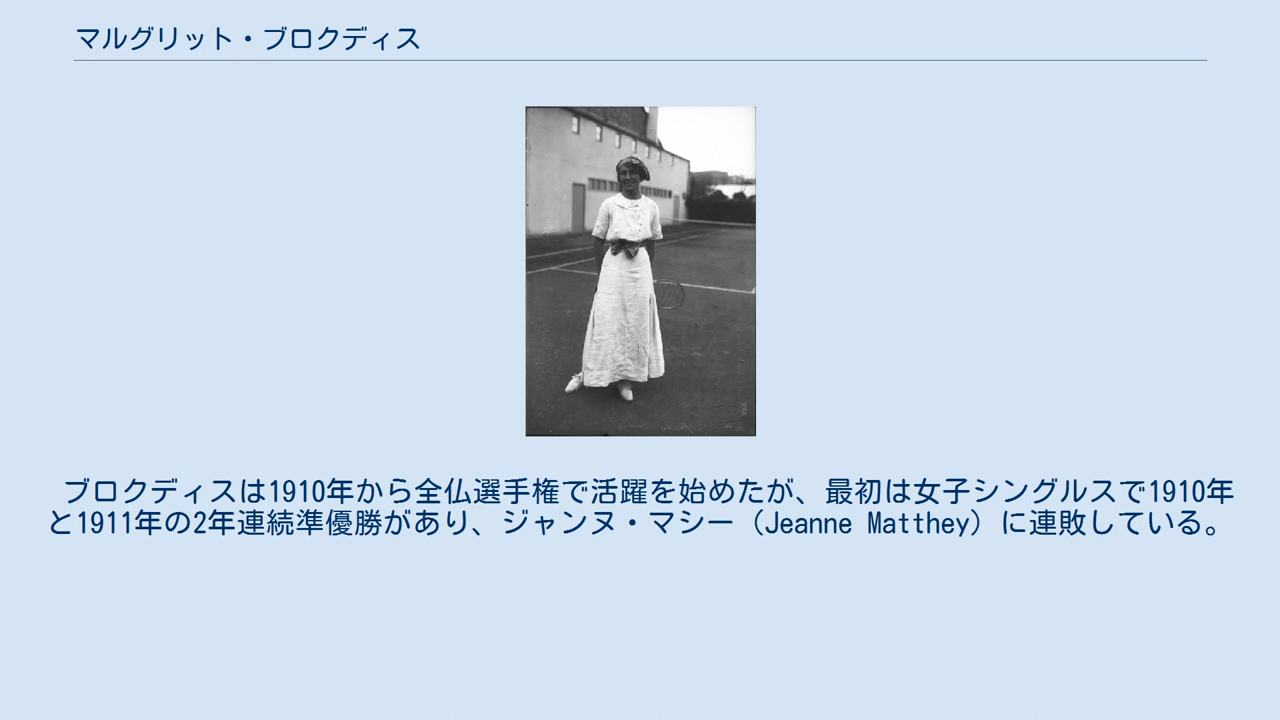 マルグリット・ブロクディス
ブロクディスは1910年から全仏選手権で活躍を始めたが、最初は女子シングルスで1910年
と1911年の2年連続準優勝があり、ジャンヌ・マシー（Jeanne Matthey）に連敗している。